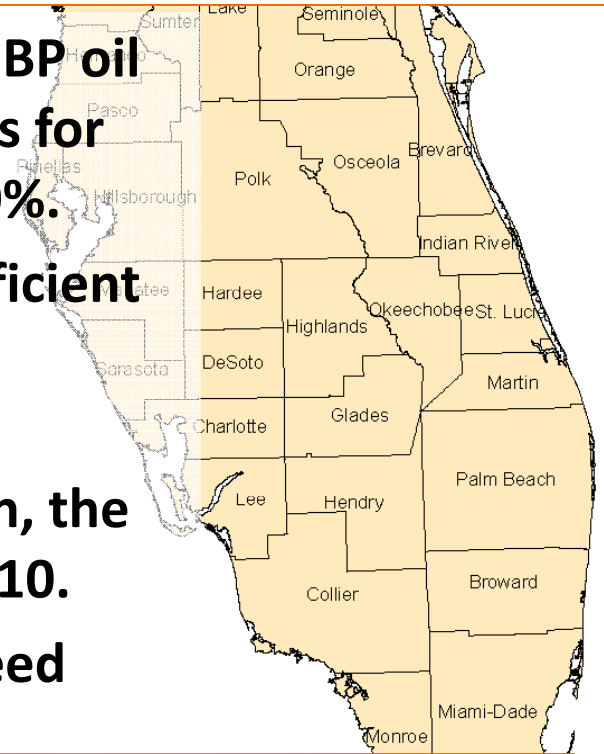 Lake
Seminole
Sumter
BP oil
Hernando
Orange
s for
Pasco
Brevard
Osceola
Pinellas
Polk
Hillsborough
%.
Indian River
ficient
Manatee
Hardee
Okeechobee St. Lucie
Highlands
DeSoto
Sarasota
Martin
Glades
Charlotte
Palm Beach
Lee
Hendry
n, the
10.
Broward
Collier
eed
Miami-Dade
Monroe